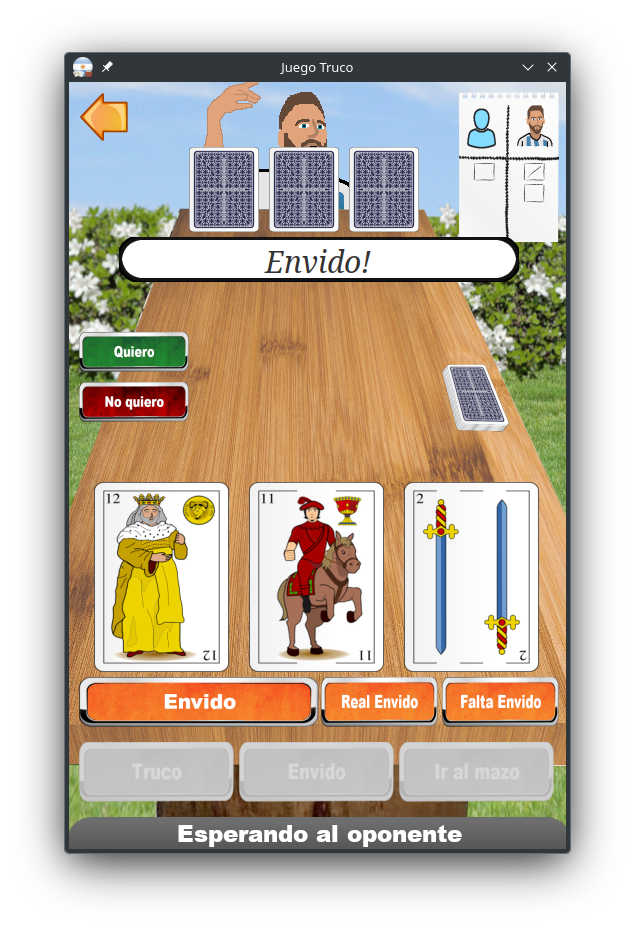 Juego Truco
Envido!
Quiero
No quiero
12
11
2
12
11
2
Envido
Real Envido
Falta Envido
Truco
Envido
Ir al mazo
Esperando al oponente